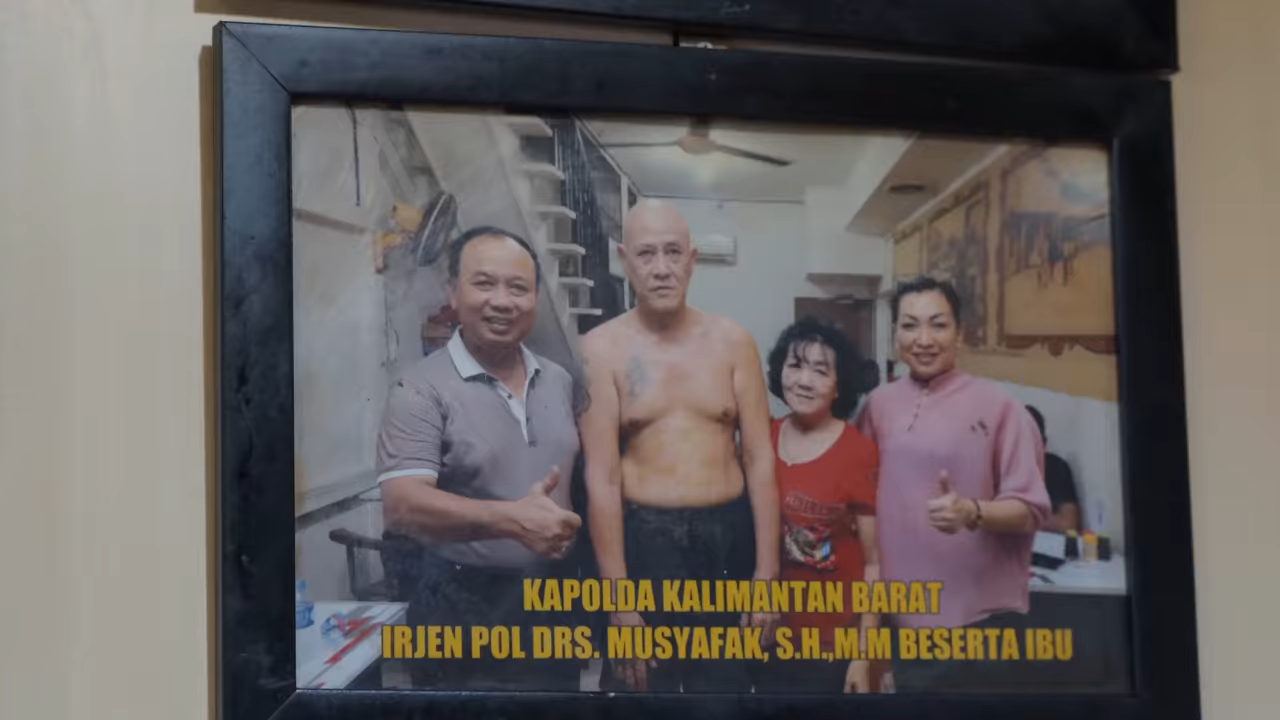 KAPOLDA KALIMANTAN BARAT
IRJEN POL DRS. MUSYAFAK, S.H.,M.M BESERTA IBU